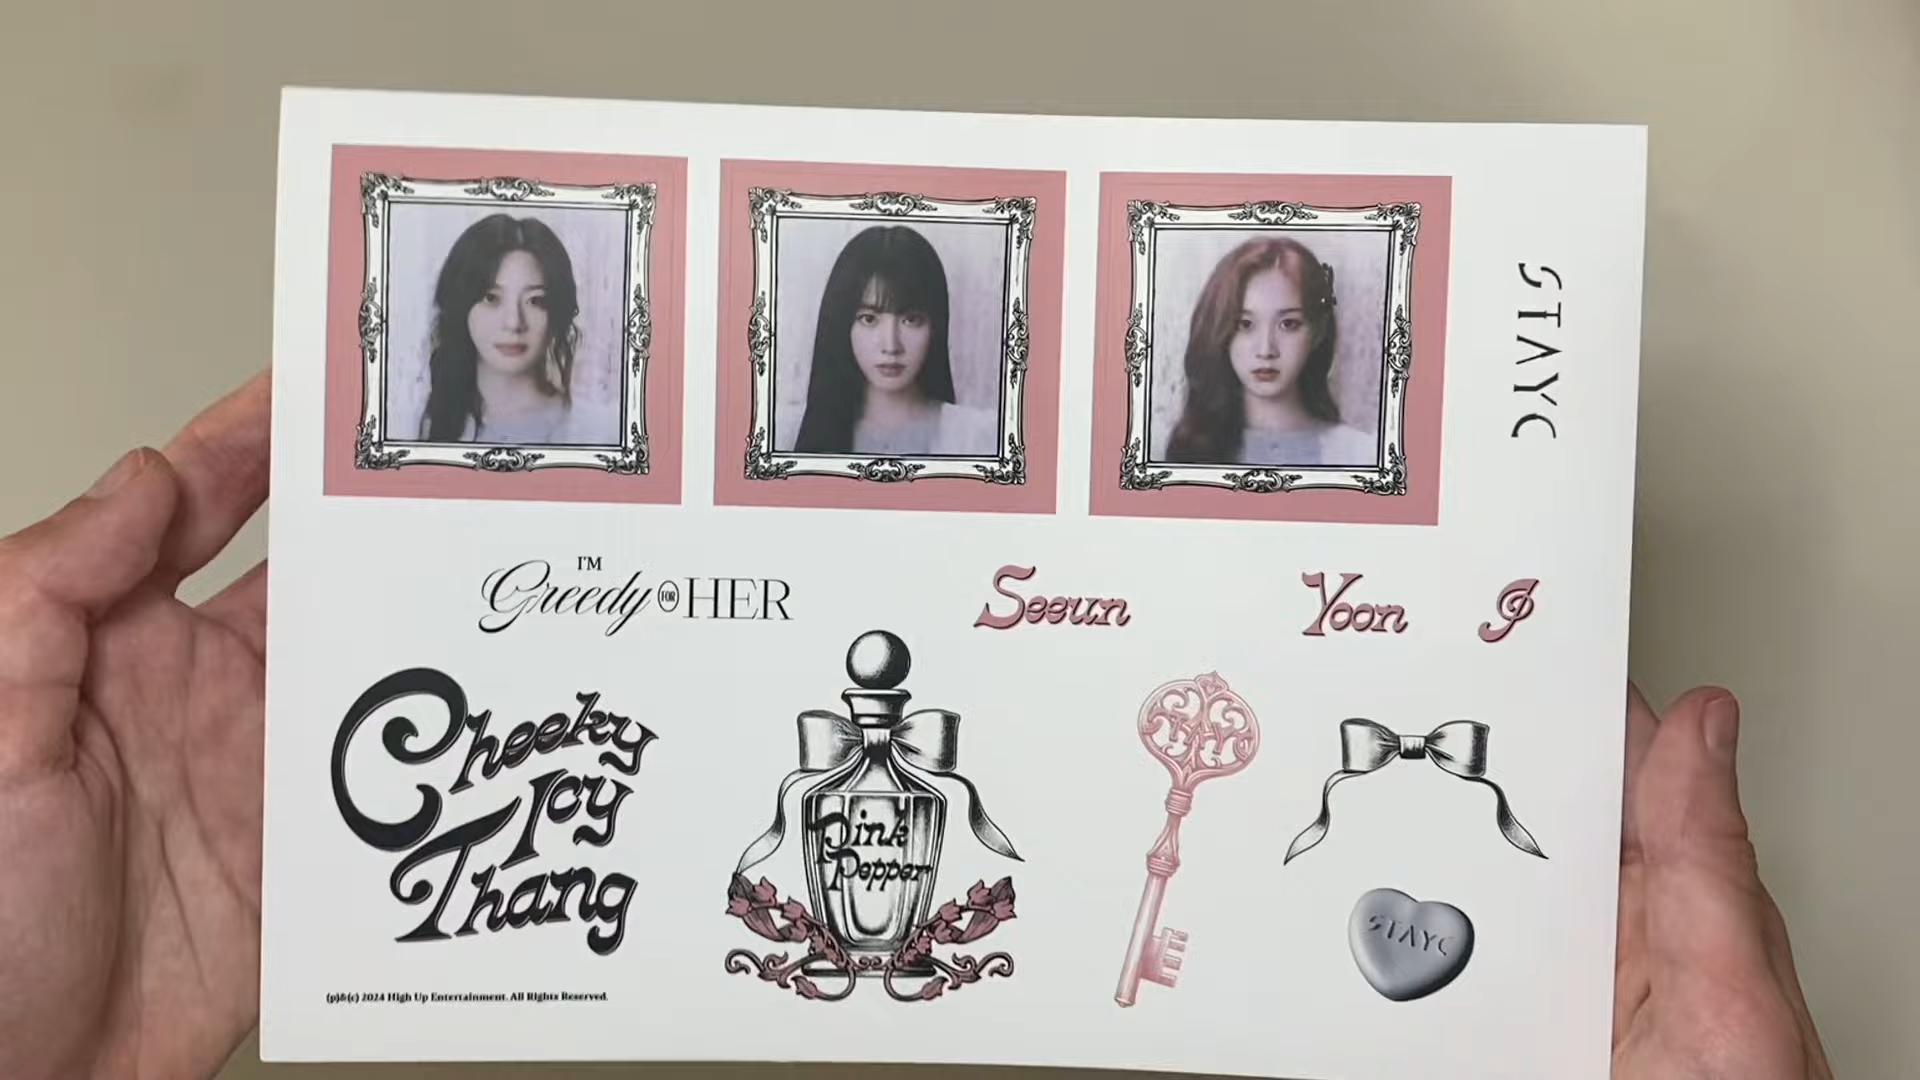 STAYC
I'M
Greedy FOR HER
Seeun
Yoon
J
Cheeky
Icy
Thang
Pink
Pepper
STAYC
STAYC
(p)&(c) 2024 High Up Entertainment. All Rights Reserved.